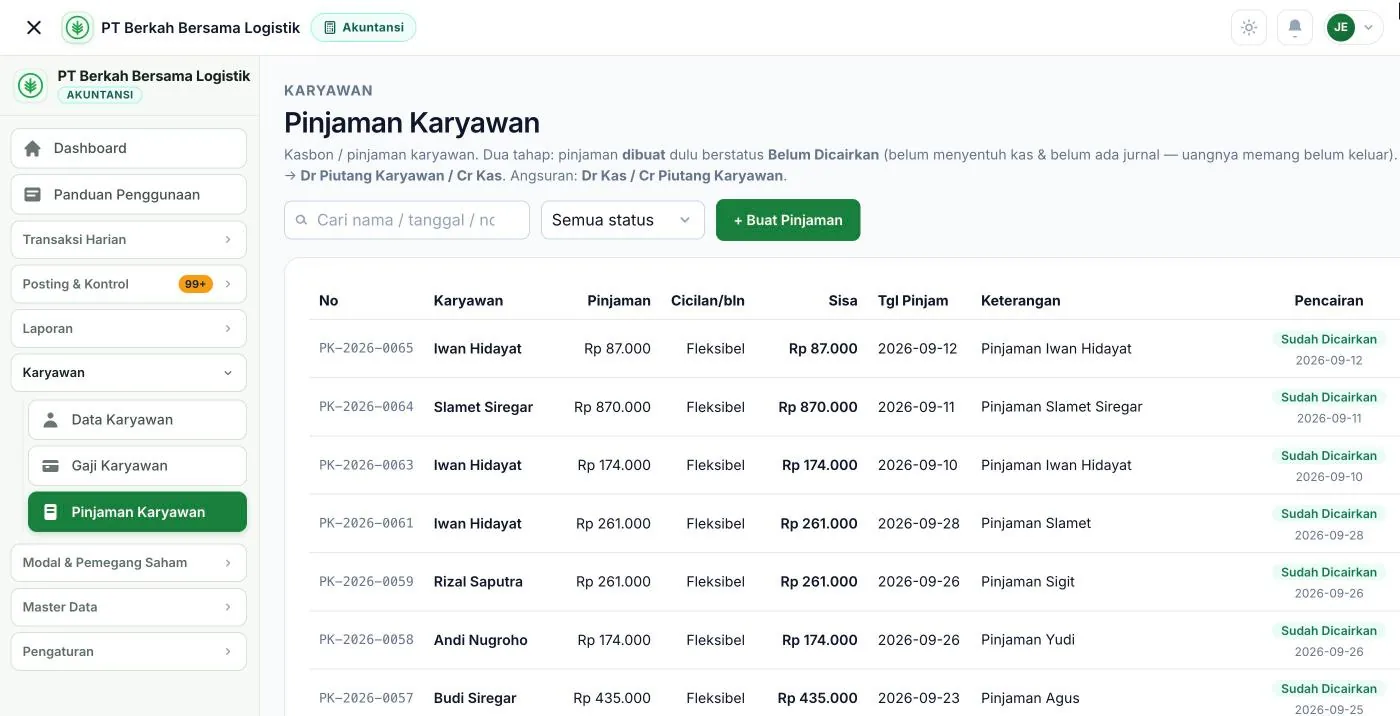 PT Berkah Bersama Logistik Akuntansi JE
PT Berkah Bersama Logistik
AKUNTANSI
Dashboard
Panduan Penggunaan
Transaksi Harian
Posting & Kontrol 99+
Laporan
Karyawan
Data Karyawan
Gaji Karyawan
Pinjaman Karyawan
Modal & Pemegang Saham
Master Data
Pengaturan
KARYAWAN
Pinjaman Karyawan
Kasbon / pinjaman karyawan. Dua tahap: pinjaman dibuat dulu berstatus Belum Dicairkan (belum menyentuh kas & belum ada jurnal — uangnya memang belum keluar).
→ Dr Piutang Karyawan / Cr Kas. Angsuran: Dr Kas / Cr Piutang Karyawan.
Cari nama / tanggal / nc Semua status + Buat Pinjaman
No Karyawan Pinjaman Cicilan/bln Sisa Tgl Pinjam Keterangan Pencairan
PK-2026-0065 Iwan Hidayat Rp 87.000 Fleksibel Rp 87.000 2026-09-12 Pinjaman Iwan Hidayat Sudah Dicairkan
2026-09-12
PK-2026-0064 Slamet Siregar Rp 870.000 Fleksibel Rp 870.000 2026-09-11 Pinjaman Slamet Siregar Sudah Dicairkan
2026-09-11
PK-2026-0063 Iwan Hidayat Rp 174.000 Fleksibel Rp 174.000 2026-09-10 Pinjaman Iwan Hidayat Sudah Dicairkan
2026-09-10
PK-2026-0061 Iwan Hidayat Rp 261.000 Fleksibel Rp 261.000 2026-09-28 Pinjaman Slamet Sudah Dicairkan
2026-09-28
PK-2026-0059 Rizal Saputra Rp 261.000 Fleksibel Rp 261.000 2026-09-26 Pinjaman Sigit Sudah Dicairkan
2026-09-26
PK-2026-0058 Andi Nugroho Rp 174.000 Fleksibel Rp 174.000 2026-09-26 Pinjaman Yudi Sudah Dicairkan
2026-09-26
PK-2026-0057 Budi Siregar Rp 435.000 Fleksibel Rp 435.000 2026-09-23 Pinjaman Agus Sudah Dicairkan
2026-09-25